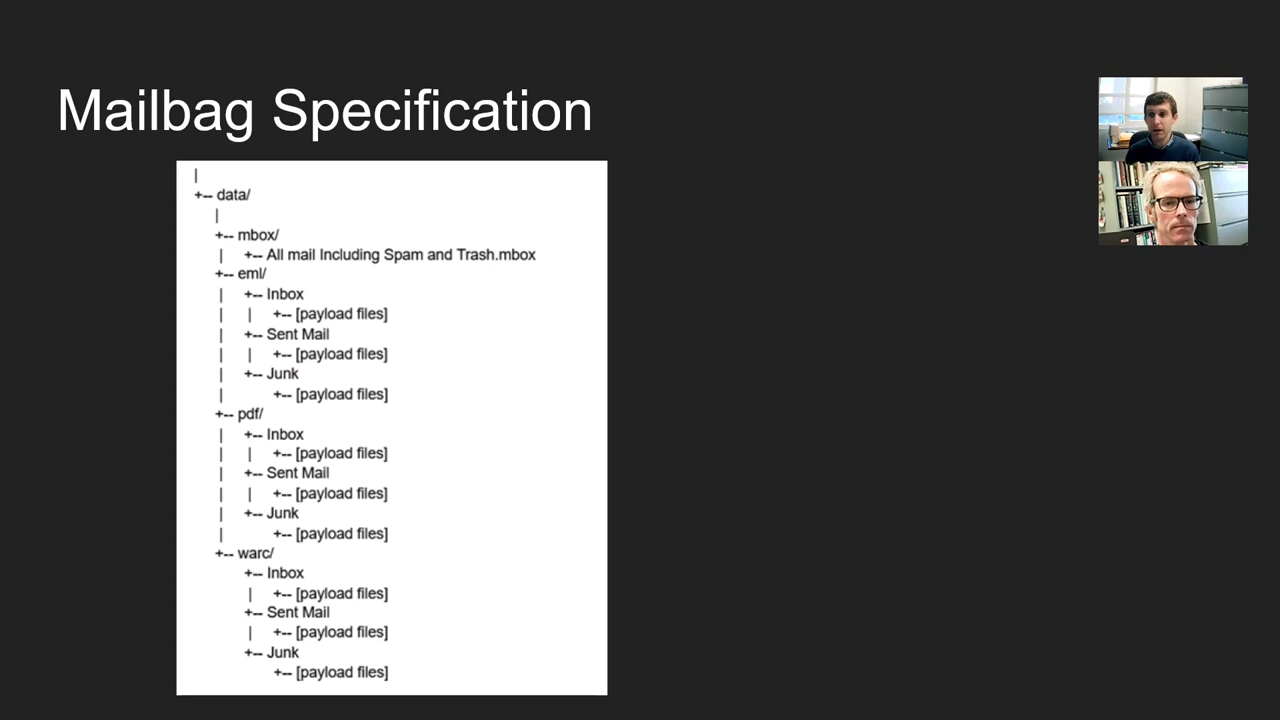 Mailbag Specification
|
+-- data/
|
+-- mbox/
| +-- All mail Including Spam and Trash.mbox
+-- eml/
| +-- Inbox
| | +-- [payload files]
| +-- Sent Mail
| | +-- [payload files]
| +-- Junk
| +-- [payload files]
+-- pdf/
| +-- Inbox
| | +-- [payload files]
| +-- Sent Mail
| | +-- [payload files]
| +-- Junk
| +-- [payload files]
+-- warc/
+-- Inbox
| +-- [payload files]
+-- Sent Mail
| +-- [payload files]
+-- Junk
+-- [payload files]